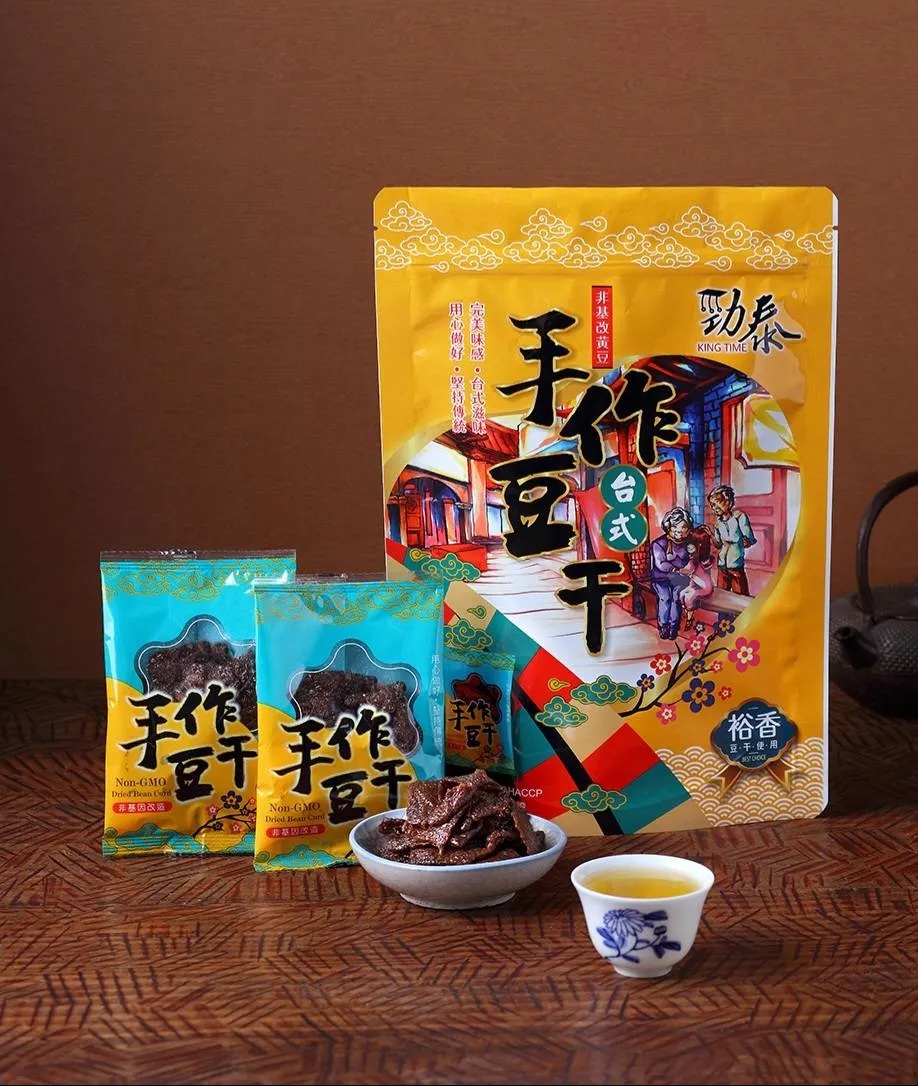 勁泰
KING TIME
非基改黃豆
手作
豆干
台式
完美味感・台式滋味
用心做好・堅持傳統
裕香
豆・干・使・用
BEST CHOICE
HACCP
手作
豆干
Non-GMO
Dried Bean Curd
非基因改造
手作
豆干
Non-GMO
Dried Bean Curd
非基因改造
用心做好
手作
豆干